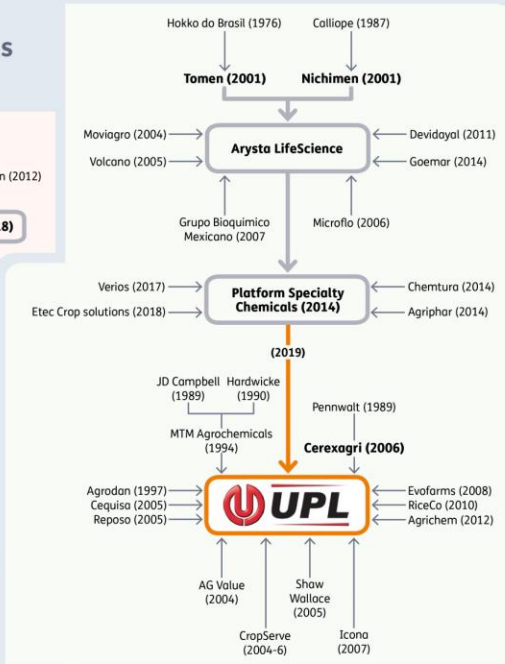 s
n (2012)
8)
Hokko do Brasil (1976)
Calliope (1987)
Tomen (2001)
Nichimen (2001)
Moviagro (2004)
Volcano (2005)
Arysta LifeScience
Devidayal (2011)
Goemar (2014)
Grupo Bioquimico
Mexicano (2007
Microflo (2006)
Verios (2017)
Etec Crop solutions (2018)
Platform Specialty
Chemicals (2014)
Chemtura (2014)
Agriphar (2014)
(2019)
JD Campbell
(1989)
Hardwicke
(1990)
MTM Agrochemicals
(1994)
Pennwalt (1989)
Cerexagri (2006)
Agrodan (1997)
Cequisa (2005)
Reposo (2005)
UPL
Evofarms (2008)
RiceCo (2010)
Agrichem (2012)
AG Value
(2004)
CropServe
(2004-6)
Shaw
Wallace
(2005)
Icona
(2007)